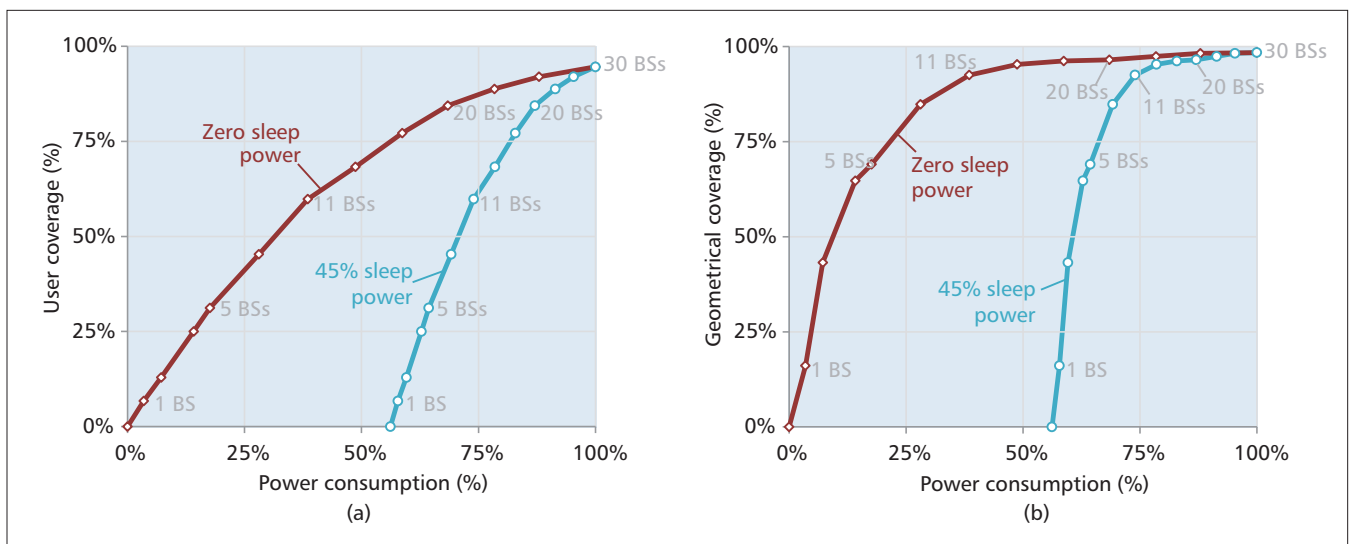 100%
75%
50%
25%
0%
User coverage (%)
Zero sleep
power
45% sleep
power
30 BSs
20 BSs
20 BSs
11 BSs
11 BSs
5 BSs
5 BSs
1 BS
1 BS
0%
25%
50%
75%
100%
Power consumption (%)
(a)
100%
75%
50%
25%
0%
Geometrical coverage (%)
11 BSs
30 BSs
20 BSs
20 BSs
11 BSs
5 BSs
Zero sleep
power
5 BSs
45% sleep
power
1 BS
1 BS
0%
25%
50%
75%
100%
Power consumption (%)
(b)